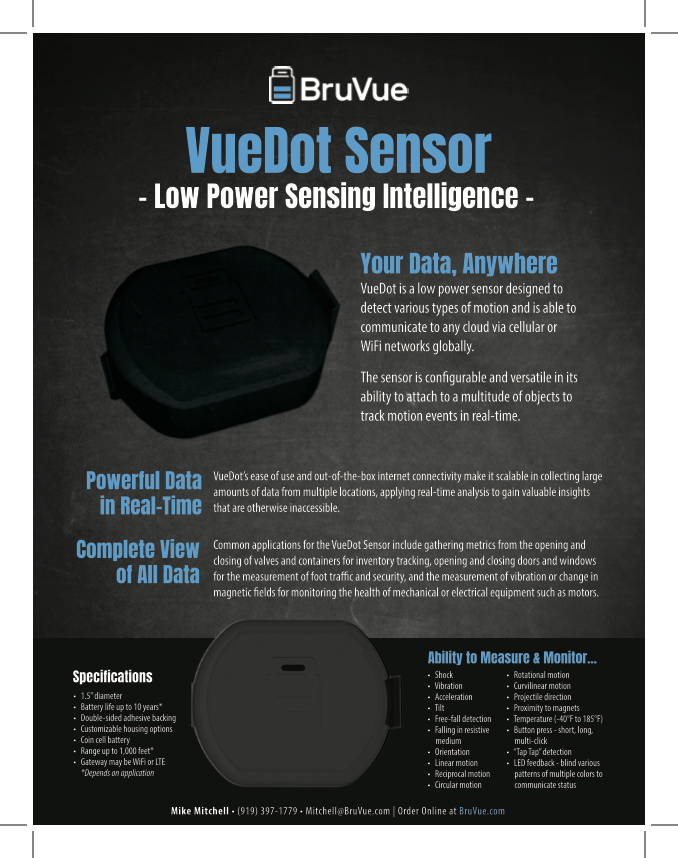 BruVue
VueDot Sensor
- Low Power Sensing Intelligence -
Your Data, Anywhere
VueDot is a low power sensor designed to
detect various types of motion and is able to
communicate to any cloud via cellular or
WiFi networks globally.
The sensor is configurable and versatile in its
ability to attach to a multitude of objects to
track motion events in real-time.
Powerful Data
in Real-Time
VueDot's ease of use and out-of-the-box internet connectivity make it scalable in collecting large
amounts of data from multiple locations, applying real-time analysis to gain valuable insights
that are otherwise inaccessible.
Complete View
of All Data
Common applications for the VueDot Sensor include gathering metrics from the opening and
closing of valves and containers for inventory tracking, opening and closing doors and windows
for the measurement of foot traffic and security, and the measurement of vibration or change in
magnetic fields for monitoring the health of mechanical or electrical equipment such as motors.
Specifications
• 1.5" diameter
• Battery life up to 10 years*
• Double-sided adhesive backing
• Customizable housing options
• Coin cell battery
• Range up to 1,000 feet*
• Gateway may be WiFi or LTE
*Depends on application
Ability to Measure & Monitor...
• Shock
• Vibration
• Acceleration
• Tilt
• Free-fall detection
• Falling in resistive
medium
• Orientation
• Linear motion
• Reciprocal motion
• Circular motion
• Rotational motion
• Curvilinear motion
• Projectile direction
• Proximity to magnets
• Temperature (-40°F to 185°F)
• Button press - short, long,
multi-click
• "Tap Tap" detection
• LED feedback - blind various
patterns of multiple colors to
communicate status
Mike Mitchell • (919) 397-1779 • Mitchell@BruVue.com | Order Online at BruVue.com